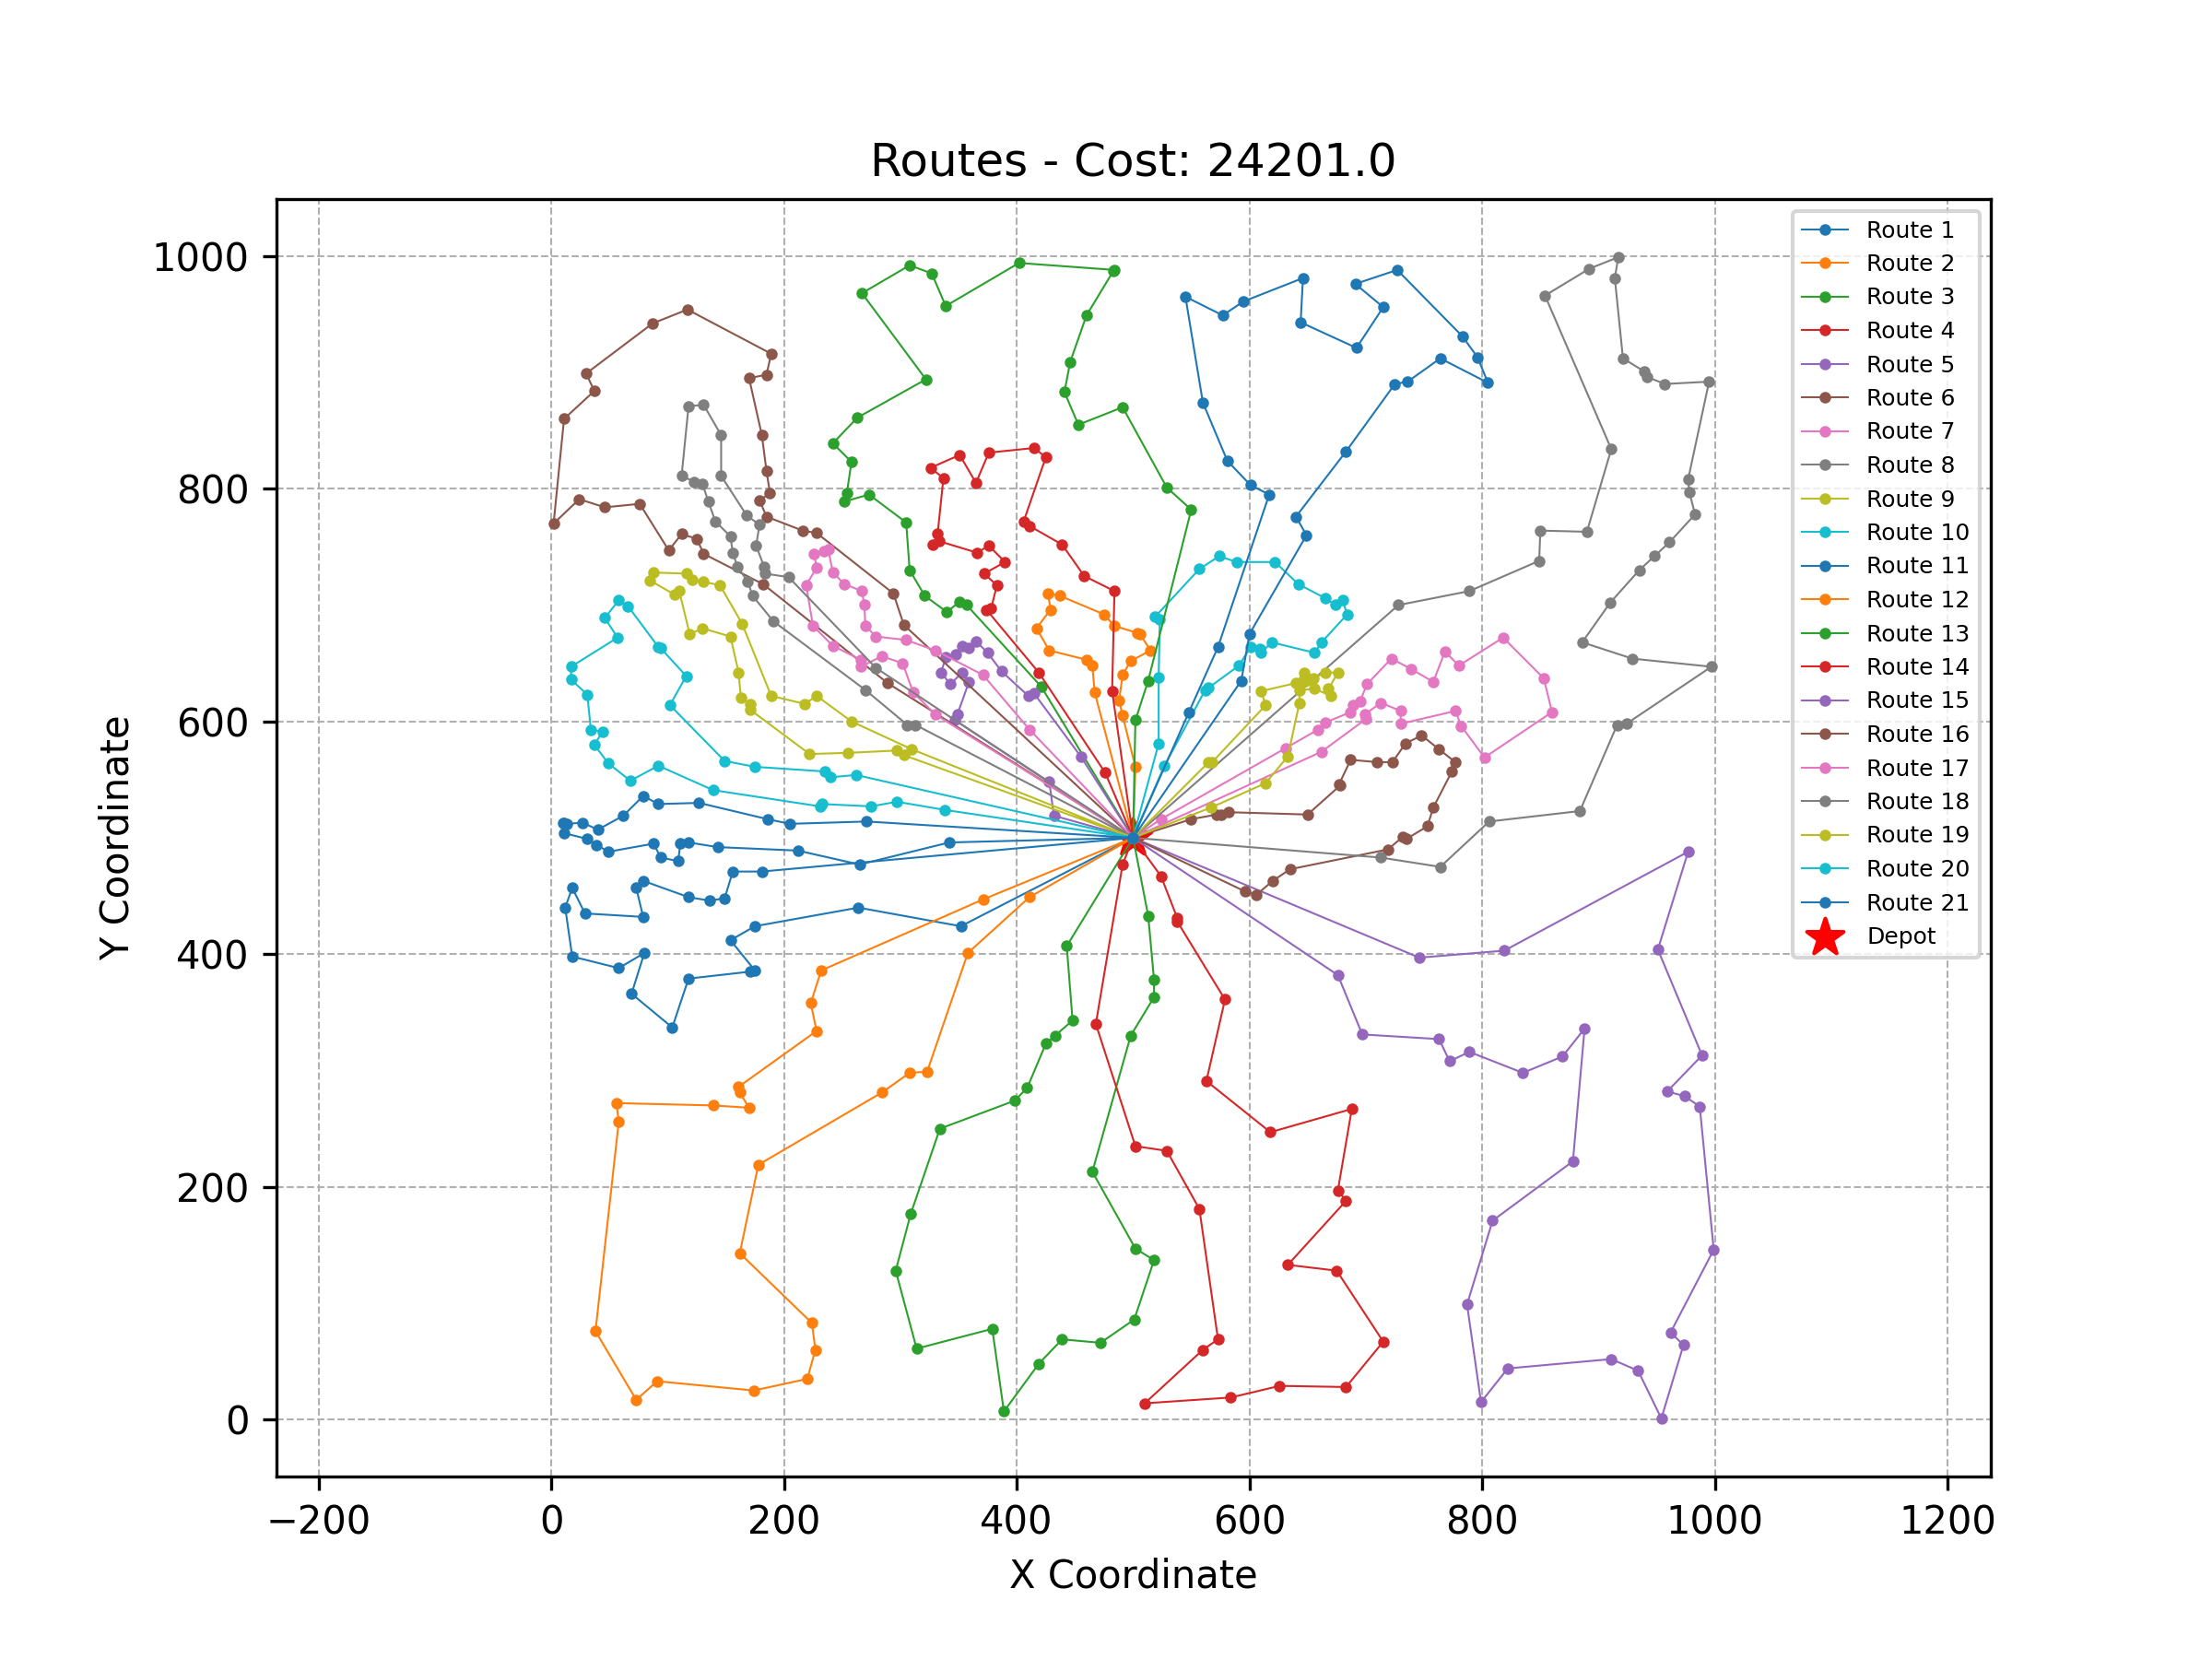 Routes - Cost: 24201.0
Y Coordinate
1000
800
600
400
200
0
−200
0
200
400
600
800
1000
1200
X Coordinate
Route 1
Route 2
Route 3
Route 4
Route 5
Route 6
Route 7
Route 8
Route 9
Route 10
Route 11
Route 12
Route 13
Route 14
Route 15
Route 16
Route 17
Route 18
Route 19
Route 20
Route 21
Depot